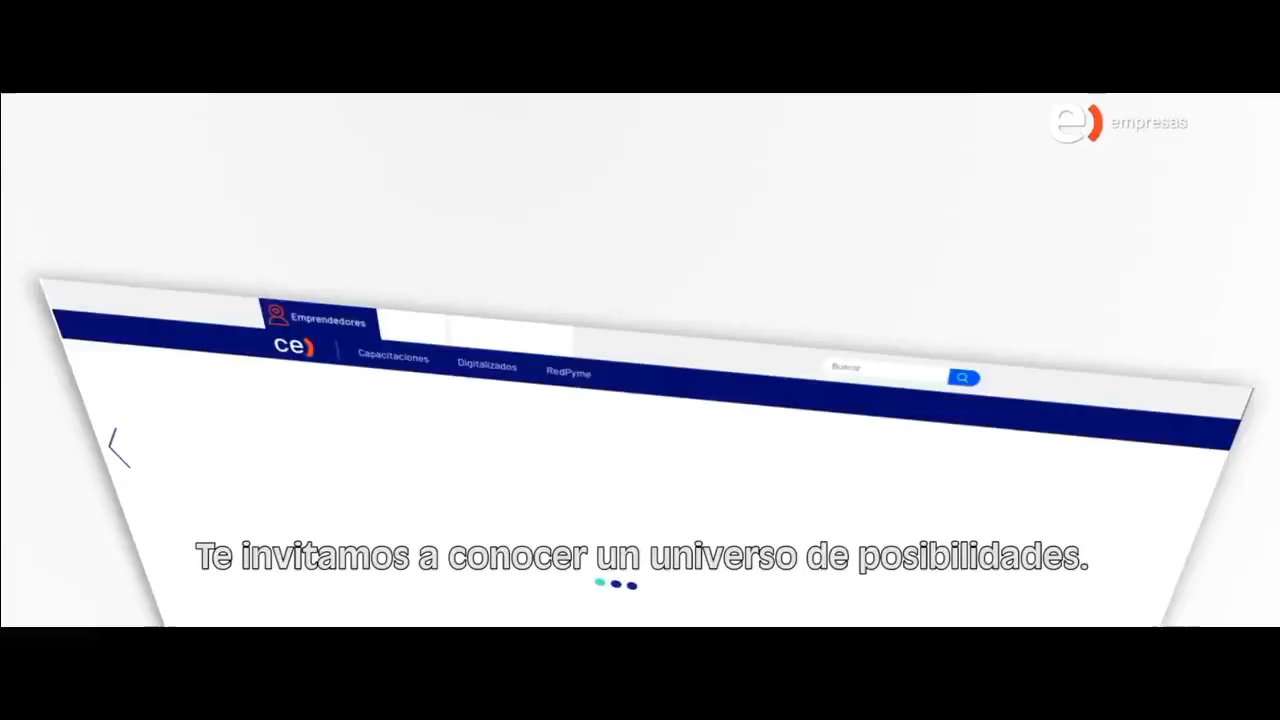 e) empresas
Emprendedores
ce)
Capacitaciones Digitalizados RedPyme
Buscar
Te invitamos a conocer un universo de posibilidades.